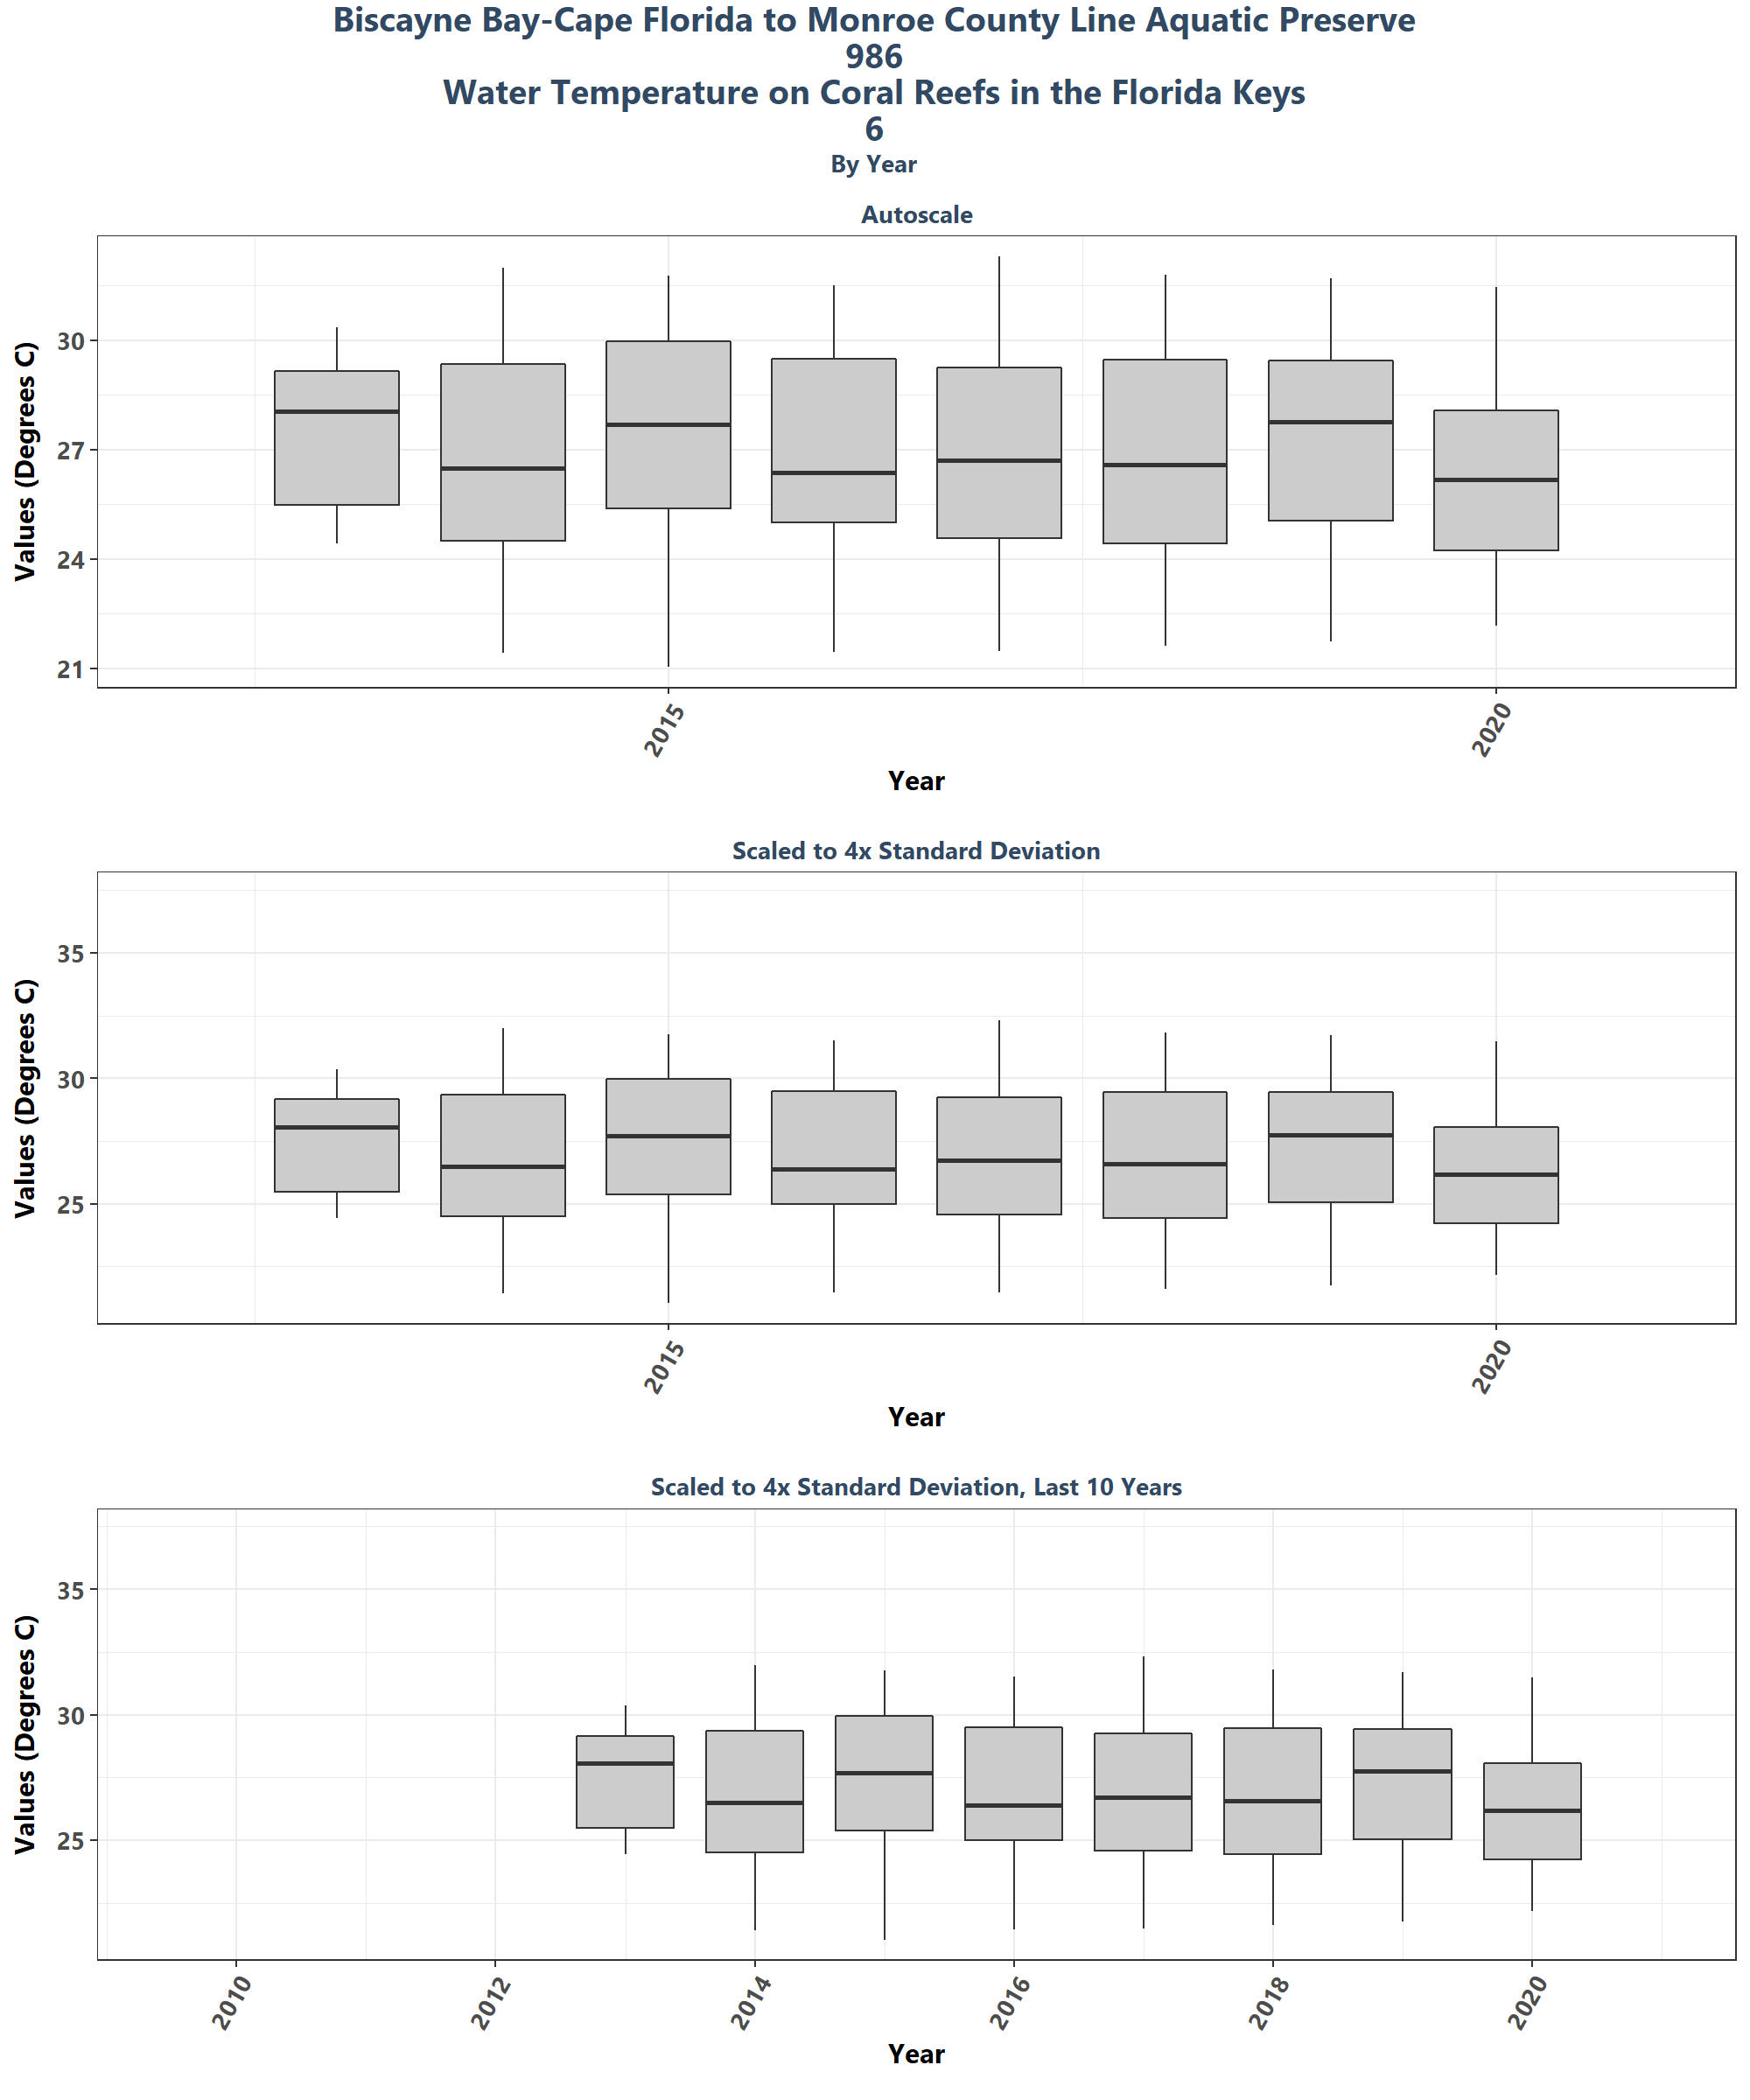 Biscayne Bay-Cape Florida to Monroe County Line Aquatic Preserve
986
Water Temperature on Coral Reefs in the Florida Keys
6
By Year
Autoscale
Values (Degrees C)
30
27
24
21
2015
2020
Year
Scaled to 4x Standard Deviation
Values (Degrees C)
35
30
25
2015
2020
Year
Scaled to 4x Standard Deviation, Last 10 Years
Values (Degrees C)
35
30
25
2010
2012
2014
2016
2018
2020
Year